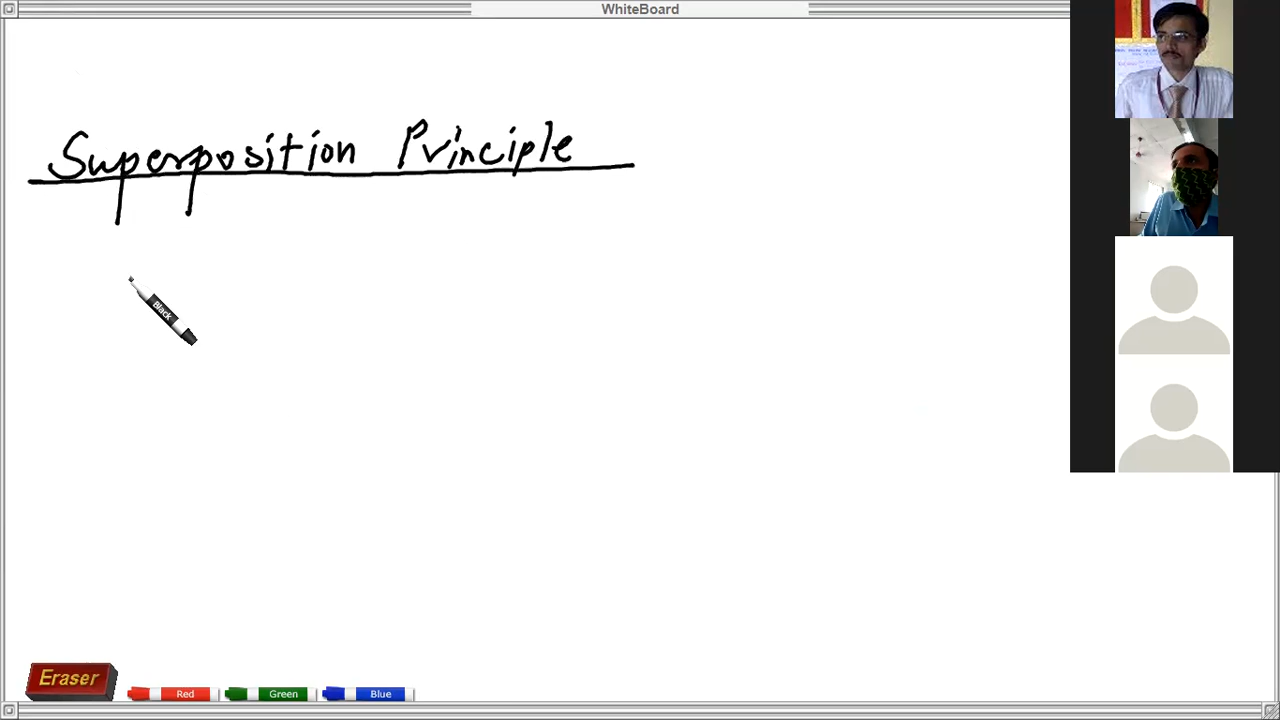 WhiteBoard
Superposition Principle
Black
Eraser
Red
Green
Blue